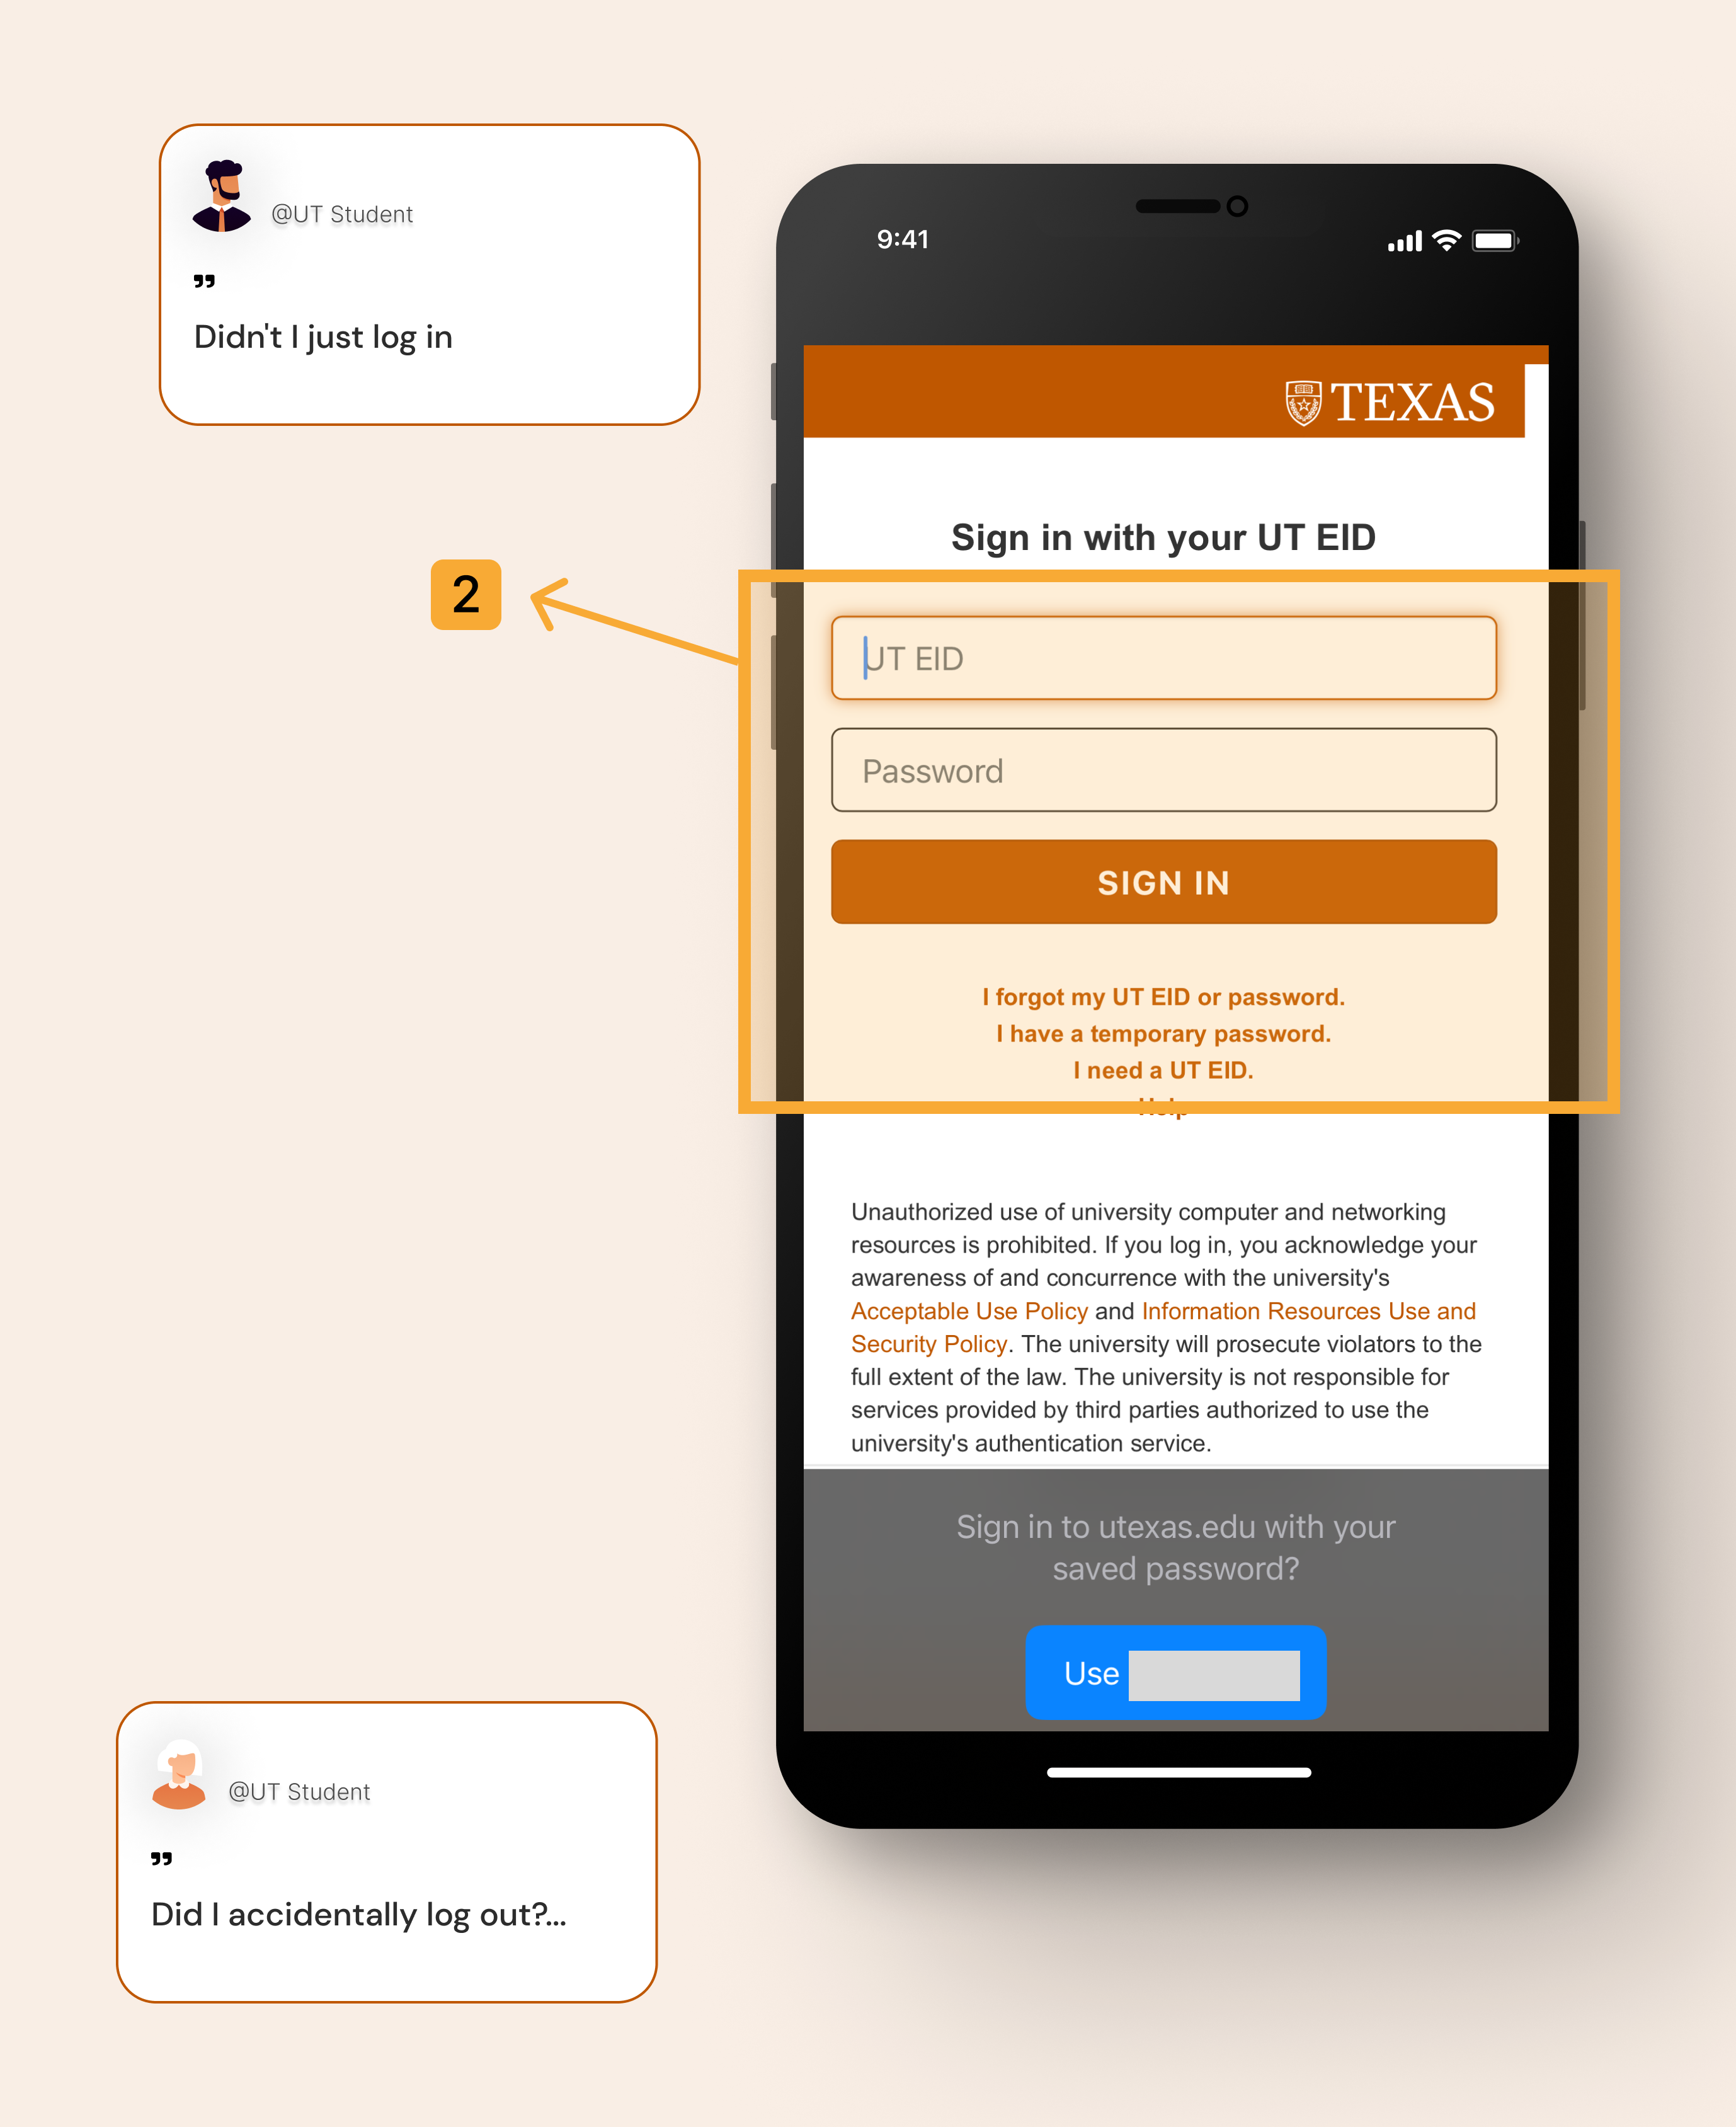 @UT Student
”
Didn't I just log in
2
9:41
TEXAS
Sign in with your UT EID
UT EID
Password
SIGN IN
I forgot my UT EID or password.
I have a temporary password.
I need a UT EID.
Help
Unauthorized use of university computer and networking
resources is prohibited. If you log in, you acknowledge your
awareness of and concurrence with the university's
Acceptable Use Policy and Information Resources Use and
Security Policy. The university will prosecute violators to the
full extent of the law. The university is not responsible for
services provided by third parties authorized to use the
university's authentication service.
Sign in to utexas.edu with your
saved password?
Use
@UT Student
”
Did I accidentally log out?...